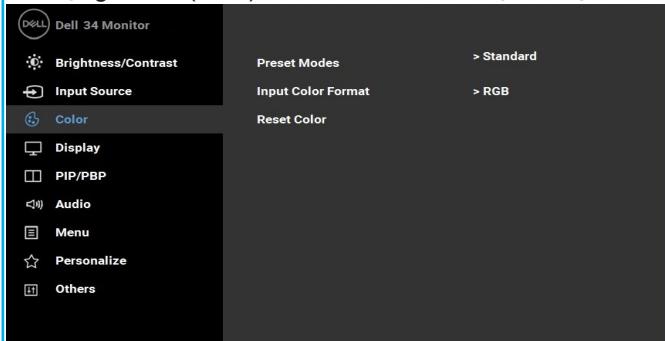 DELL Dell 34 Monitor
Brightness/Contrast
Preset Modes > Standard
Input Source
Input Color Format > RGB
Color
Reset Color
Display
PIP/PBP
Audio
Menu
Personalize
Others